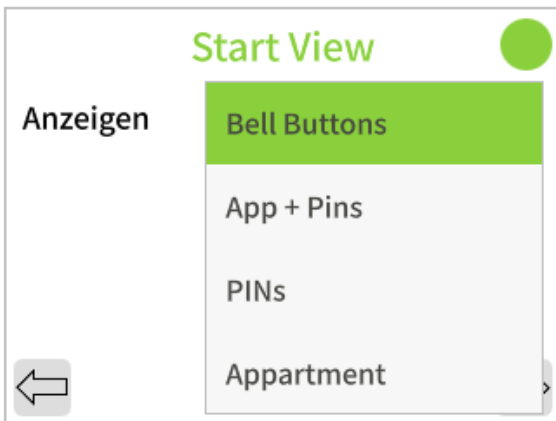 Start View
Anzeigen
Bell Buttons
App + Pins
PINs
Appartment